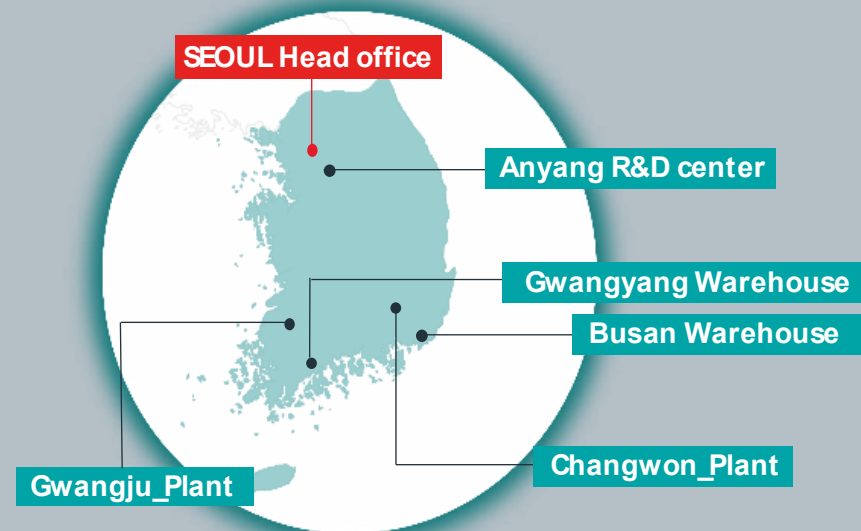 SEOUL Head office
Anyang R&D center
Gwangyang Warehouse
Busan Warehouse
Changwon_Plant
Gwangju_Plant